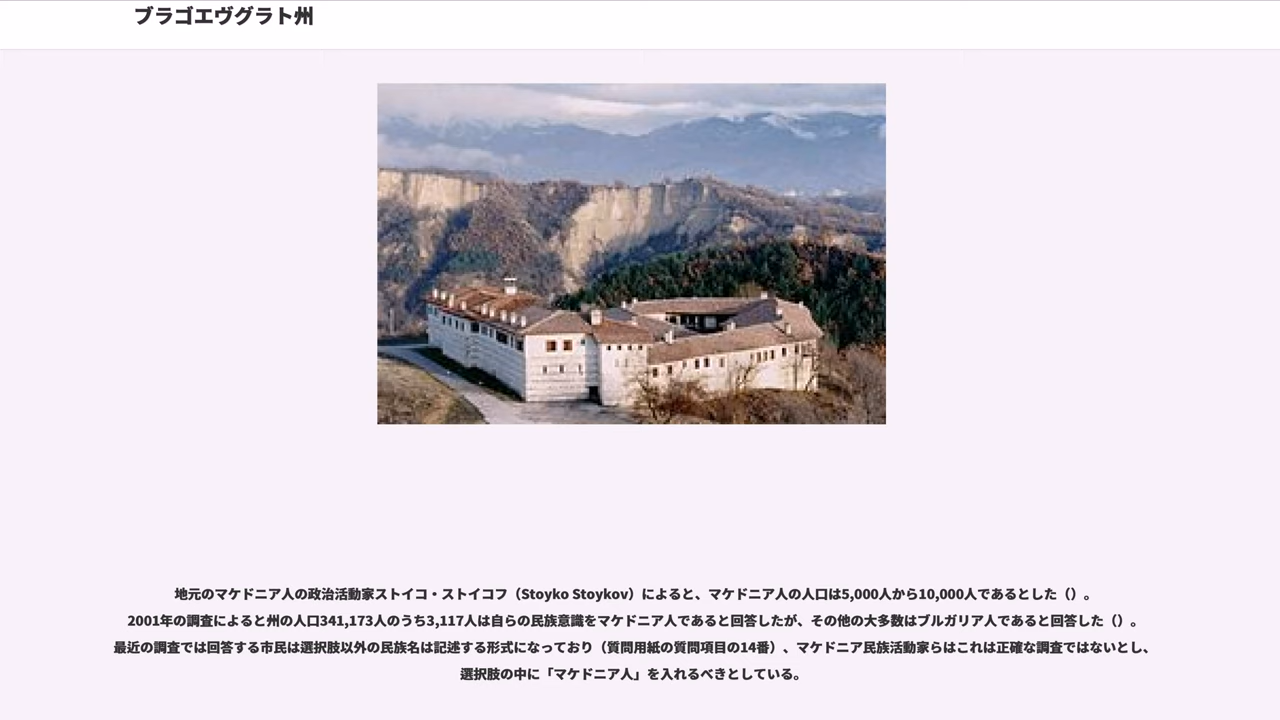 ブラゴエヴグラト州
地元のマケドニア人の政治活動家ストイコ・ストイコフ（Stoyko Stoykov）によると、マケドニア人の人口は5,000人から10,000人であるとした（）。
2001年の調査によると州の人口341,173人のうち3,117人は自らの民族意識をマケドニア人であると回答したが、その他の大多数はブルガリア人であると回答した（）。
最近の調査では回答する市民は選択肢以外の民族名は記述する形式になっており（質問用紙の質問項目の14番）、マケドニア民族活動家らはこれは正確な調査ではないとし、
選択肢の中に「マケドニア人」を入れるべきとしている。